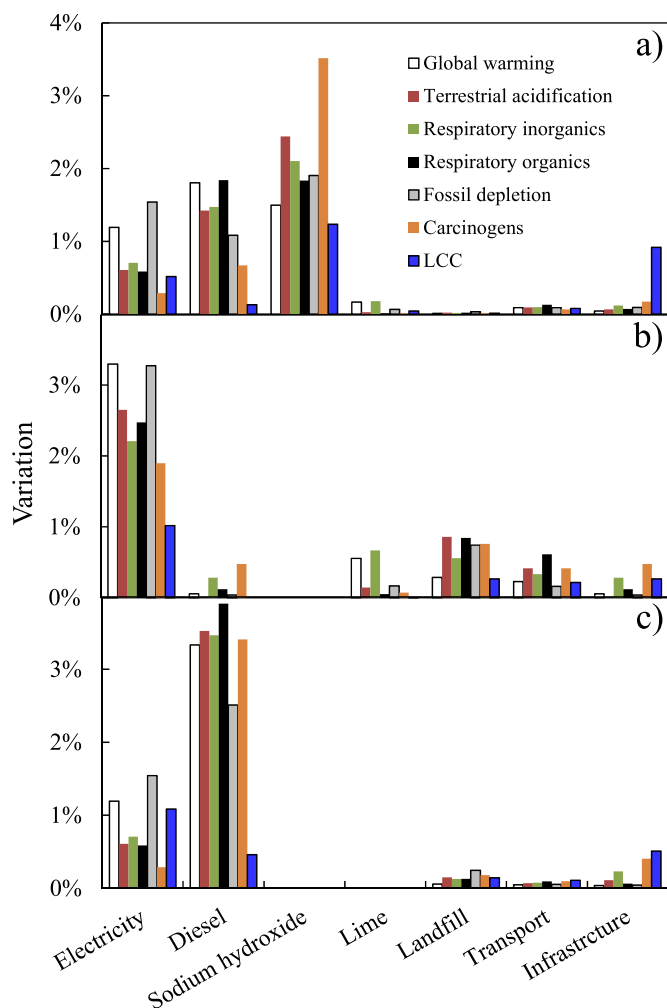 4%
a)
Global warming
3%
Terrestrial acidification
Respiratory inorganics
Respiratory organics
2%
Fossil depletion
Carcinogens
1%
LCC
0%
b)
3%
2%
Variation
1%
0%
c)
3%
2%
1%
0%
Electricity
Diesel
Sodium hydroxide
Lime
Landfill
Transport
Infrastrcture